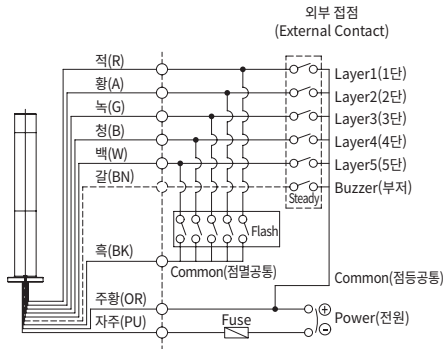 외부 접점
(External Contact)
적(R)
Layer1(1단)
황(A)
Layer2(2단)
녹(G)
Layer3(3단)
청(B)
Layer4(4단)
백(W)
Layer5(5단)
갈(BN)
Buzzer(부저)
Steady
Flash
흑(BK)
Common(점멸공통)
Common(점등공통)
주황(OR)
⊕
Power(전원)
자주(PU)
Fuse
⊖